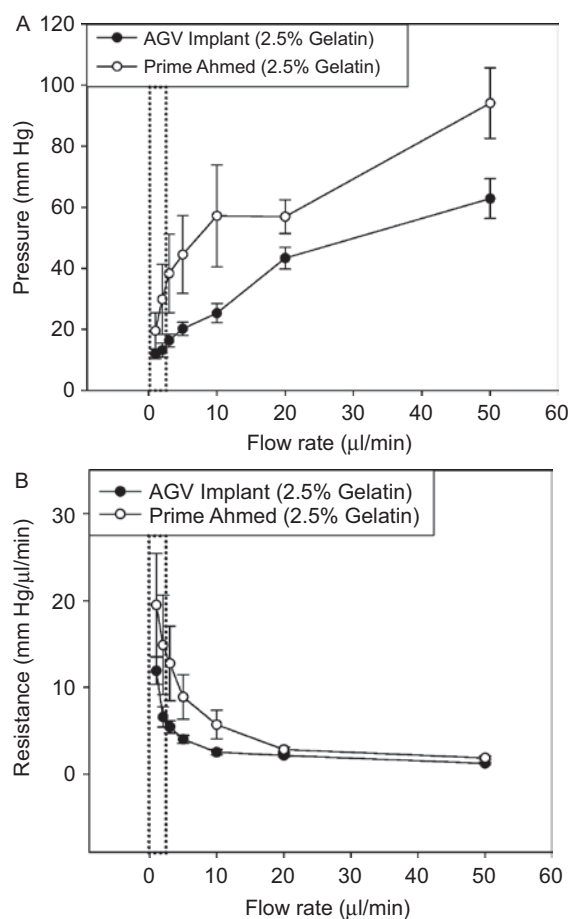 A
120
AGV Implant (2.5% Gelatin)
Prime Ahmed (2.5% Gelatin)
100
80
60
40
20
0
Pressure (mm Hg)
0 10 20 30 40 50 60
Flow rate (μl/min)
B
AGV Implant (2.5% Gelatin)
Prime Ahmed (2.5% Gelatin)
30
20
10
0
Resistance (mm Hg/μl/min)
0 10 20 30 40 50 60
Flow rate (μl/min)